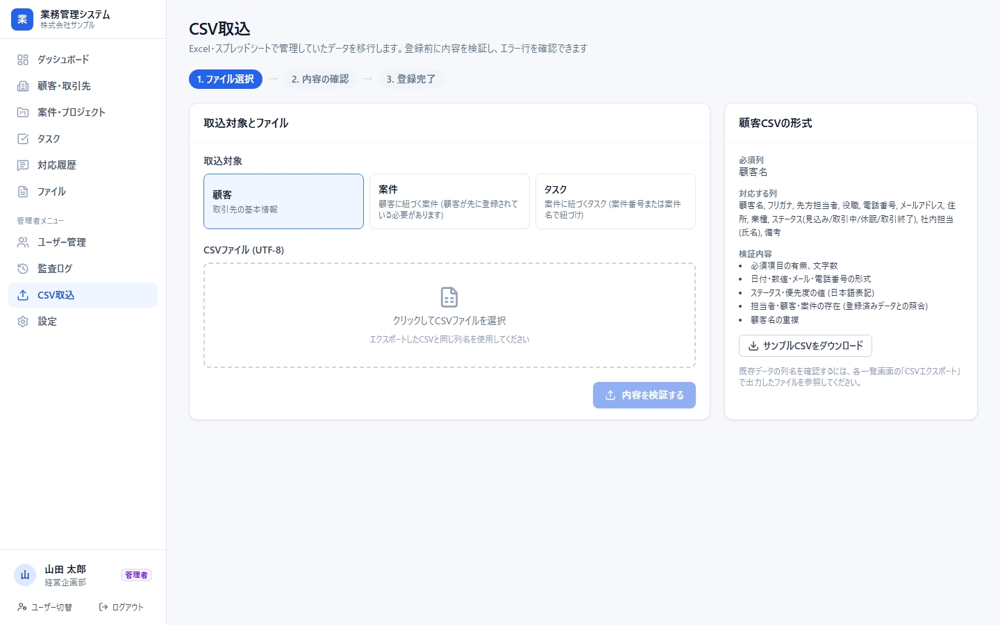 業
業務管理システム
株式会社サンプル
ダッシュボード
顧客・取引先
案件・プロジェクト
タスク
対応履歴
ファイル
管理者メニュー
ユーザー管理
監査ログ
CSV取込
設定
山
山田 太郎
経営企画部
管理者
ユーザー切替
ログアウト
CSV取込
Excel・スプレッドシートで管理していたデータを移行します。登録前に内容を検証し、エラー行を確認できます
1. ファイル選択 → 2. 内容の確認 → 3. 登録完了
取込対象とファイル
取込対象
顧客
取引先の基本情報
案件
顧客に紐づく案件 (顧客が先に登録されて
いる必要があります)
タスク
案件に紐づくタスク (案件番号または案件
名で紐づけ)
CSVファイル (UTF-8)
クリックしてCSVファイルを選択
エクスポートしたCSVと同じ列名を使用してください
内容を検証する
顧客CSVの形式
必須列
顧客名
対応する列
顧客名, フリガナ, 先方担当者, 役職, 電話番号, メールアドレス, 住
所, 業種, ステータス(見込み/取引中/休眠/取引終了), 社内担当
(氏名), 備考
検証内容
• 必須項目の有無、文字数
• 日付・数値・メール・電話番号の形式
• ステータス・優先度の値 (日本語表記)
• 担当者・顧客・案件の存在 (登録済みデータとの照合)
• 顧客名の重複
サンプルCSVをダウンロード
既存データの列名を確認するには、各一覧画面の「CSVエクスポート」
で出力したファイルを参照してください。